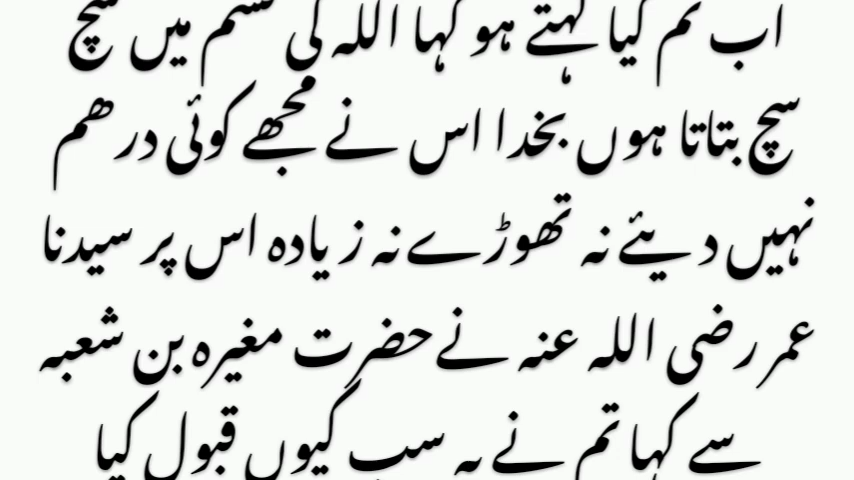 اب تم کیا کہتے ہو کہا اللہ کی قسم میں سچ
سچ بتاتا ہوں بخدا اس نے مجھے کوئی درھم
نہیں دیئے نہ تھوڑے نہ زیادہ اس پر سیدنا
عمر رضی اللہ عنہ نے حضرت مغیرہ بن شعبہ
سے کہا تم نے یہ سب کیوں قبول کیا